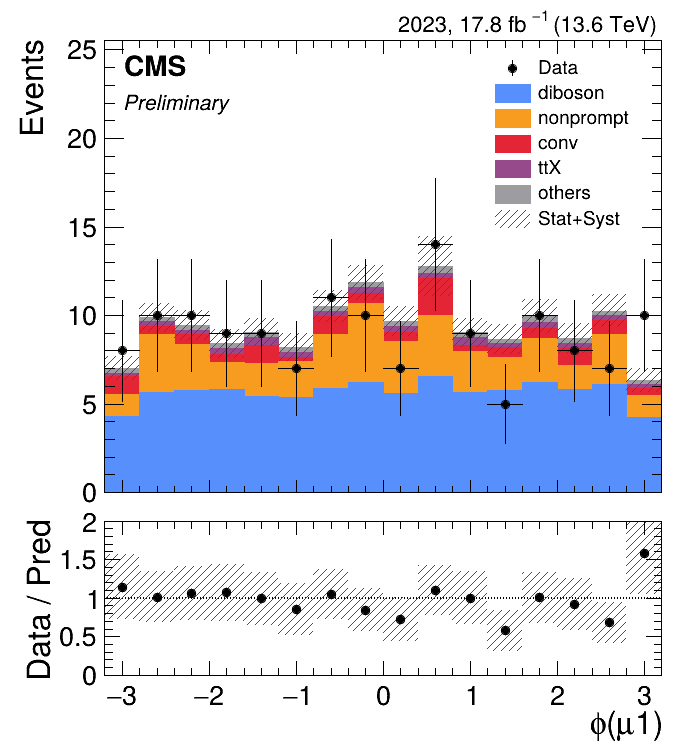 2023, 17.8 fb⁻¹ (13.6 TeV)
Events
25
20
15
10
5
0
CMS
Preliminary
Data
diboson
nonprompt
conv
ttX
others
Stat+Syst
Data / Pred
2
1.5
1
0.5
0
−3 −2 −1 0 1 2 3
ϕ(μ1)